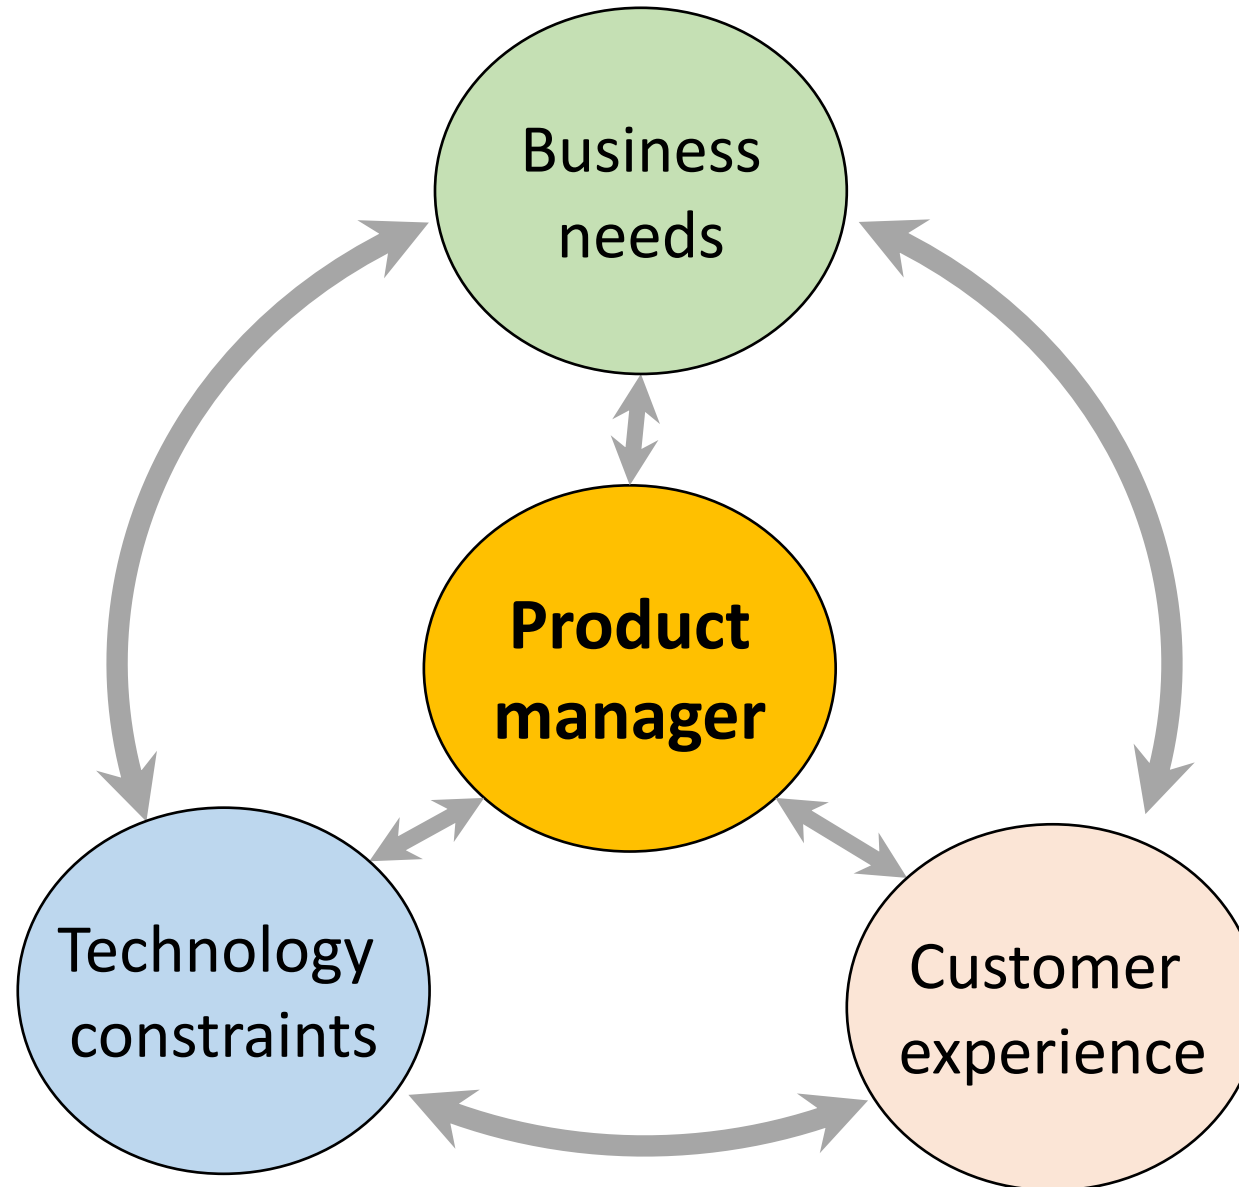 Business
needs
Product
manager
Technology
constraints
Customer
experience